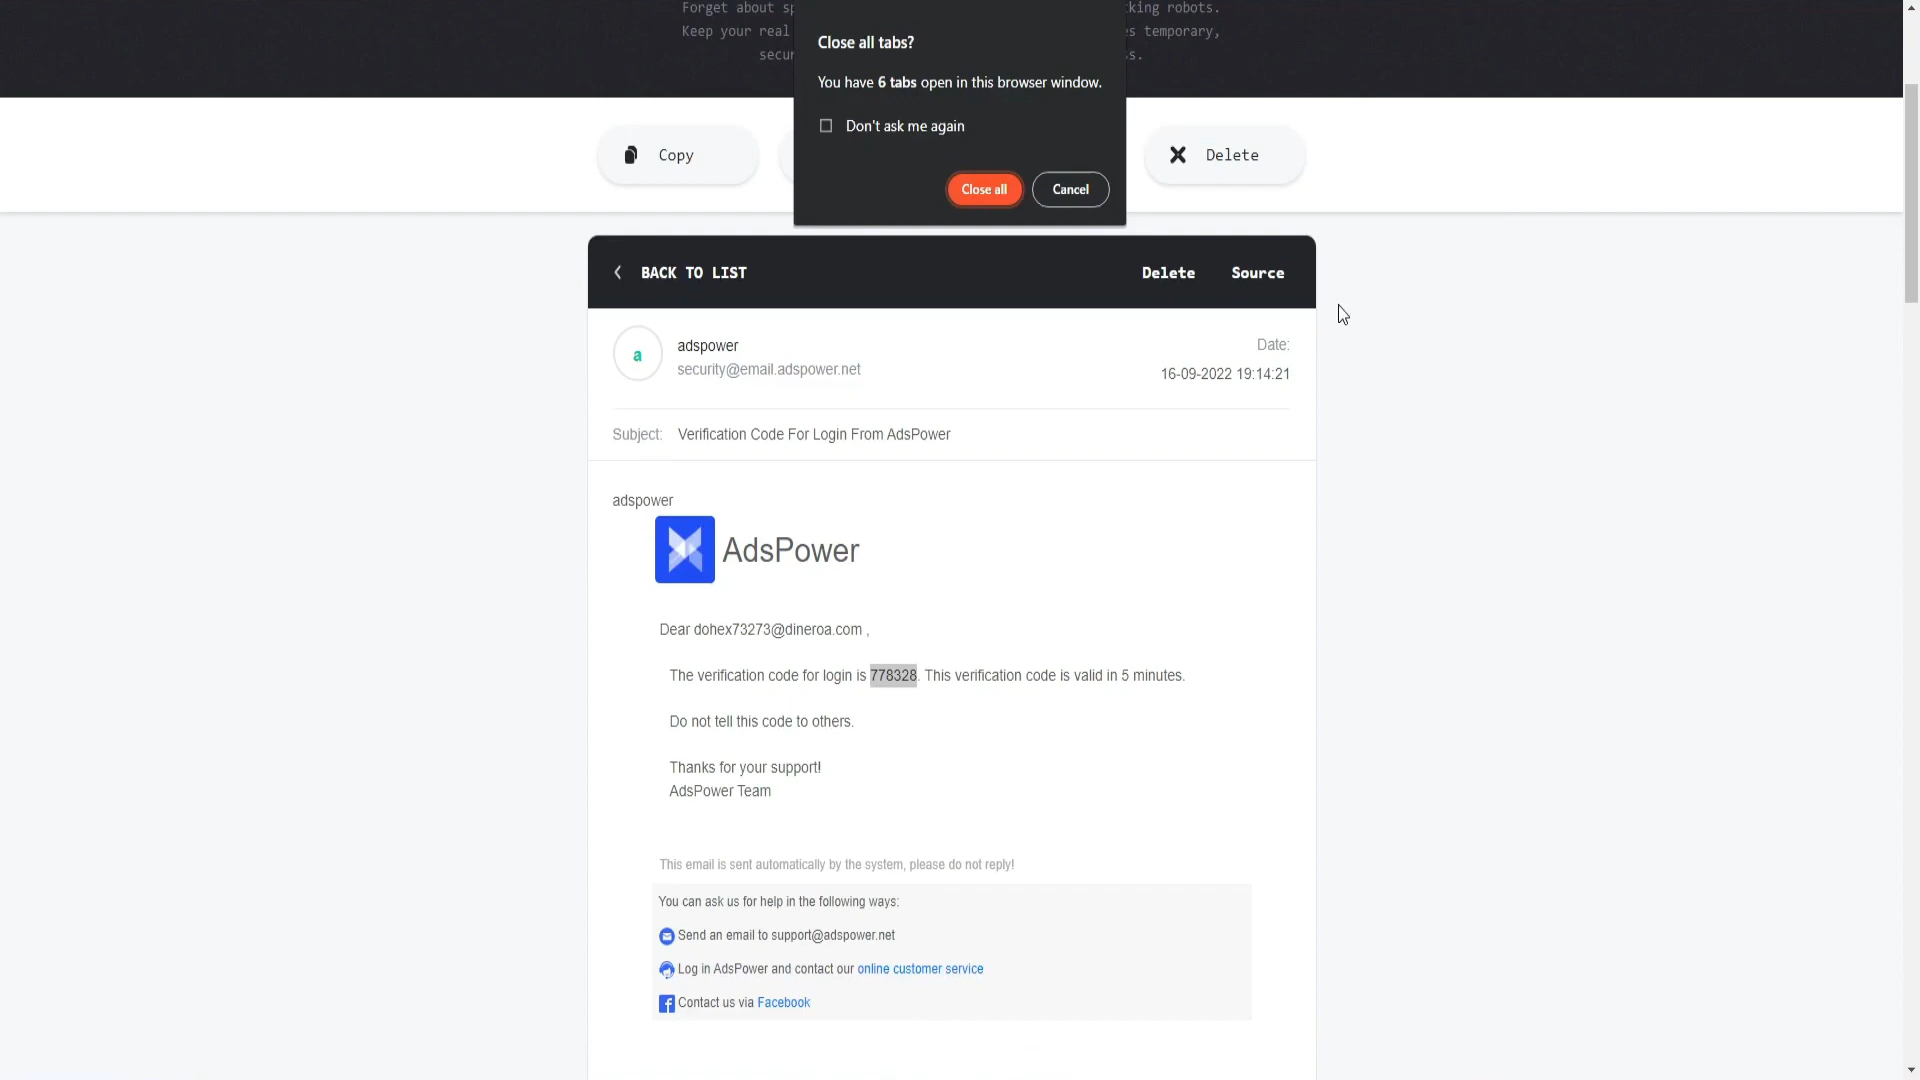 Forget about
king robots.
Keep your real
temporary,
Close all tabs?
You have 6 tabs open in this browser window.
Don't ask me again
Close all
Cancel
Copy
Delete
BACK TO LIST
Delete
Source
a
adspower
security@email.adspower.net
Date:
16-09-2022 19:14:21
Subject: Verification Code For Login From AdsPower
adspower
AdsPower
Dear dohex73273@dineroa.com ,
The verification code for login is 778328. This verification code is valid in 5 minutes.
Do not tell this code to others.
Thanks for your support!
AdsPower Team
This email is sent automatically by the system, please do not reply!
You can ask us for help in the following ways:
Send an email to support@adspower.net
Log in AdsPower and contact our online customer service
Contact us via Facebook